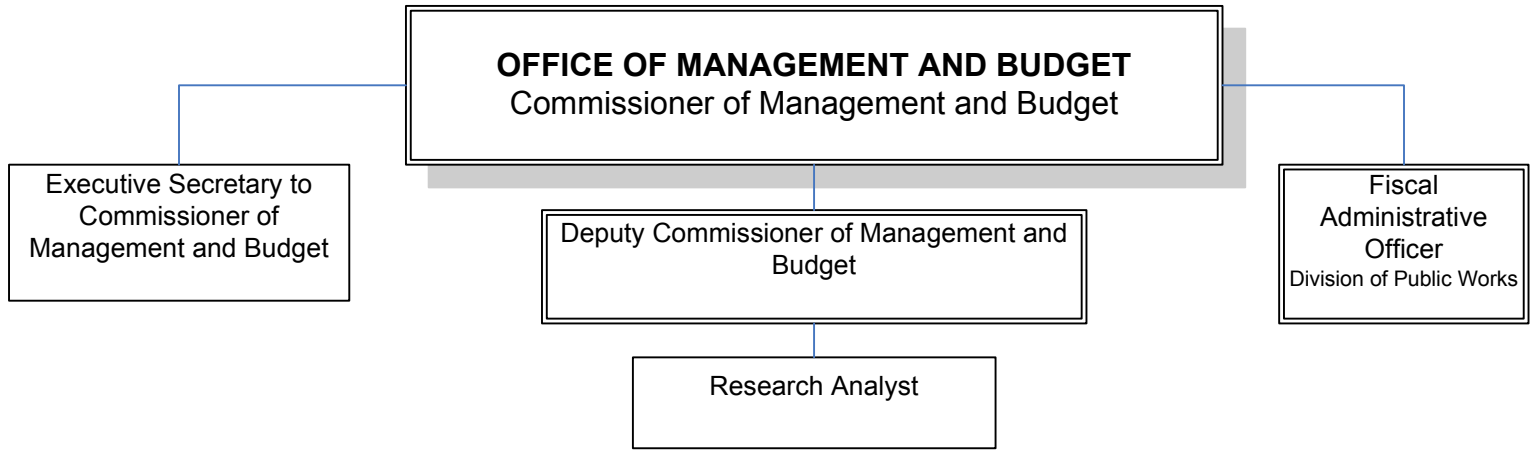 OFFICE OF MANAGEMENT AND BUDGET
Commissioner of Management and Budget
Executive Secretary to
Commissioner of
Management and Budget
Deputy Commissioner of Management and
Budget
Fiscal
Administrative
Officer
Division of Public Works
Research Analyst